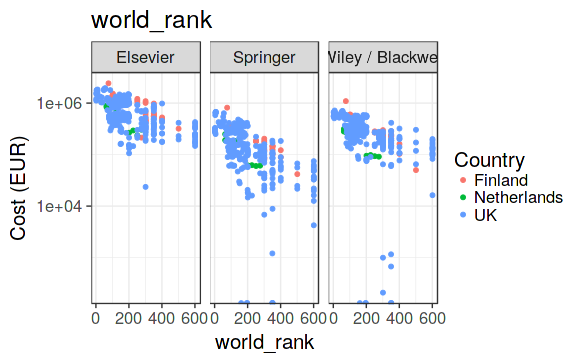 world_rank
Elsevier
Springer
Wiley / Blackwe
Cost (EUR)
1e+06
1e+04
0 200 400 600
0 200 400 600
0 200 400 600
world_rank
Country
Finland
Netherlands
UK